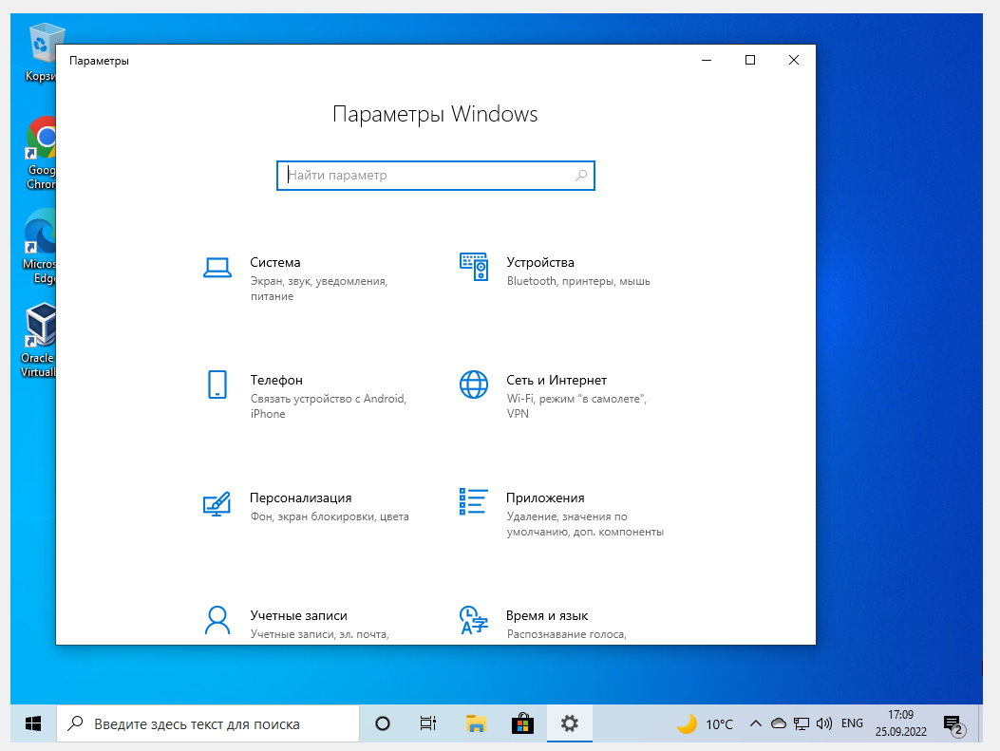 Параметры
Параметры Windows
Найти параметр
Система
Экран, звук, уведомления,
питание
Устройства
Bluetooth, принтеры, мышь
Телефон
Связать устройство с Android,
iPhone
Сеть и Интернет
Wi-Fi, режим "в самолете",
VPN
Персонализация
Фон, экран блокировки, цвета
Приложения
Удаление, значения по
умолчанию, доп. компоненты
Учетные записи
Учетные записи, эл. почта,
Время и язык
Распознавание голоса,
Корзи
Goog
Chron
Micros
Edge
Oracle
Virtual
Введите здесь текст для поиска
10°C
ENG
17:09
25.09.2022
2